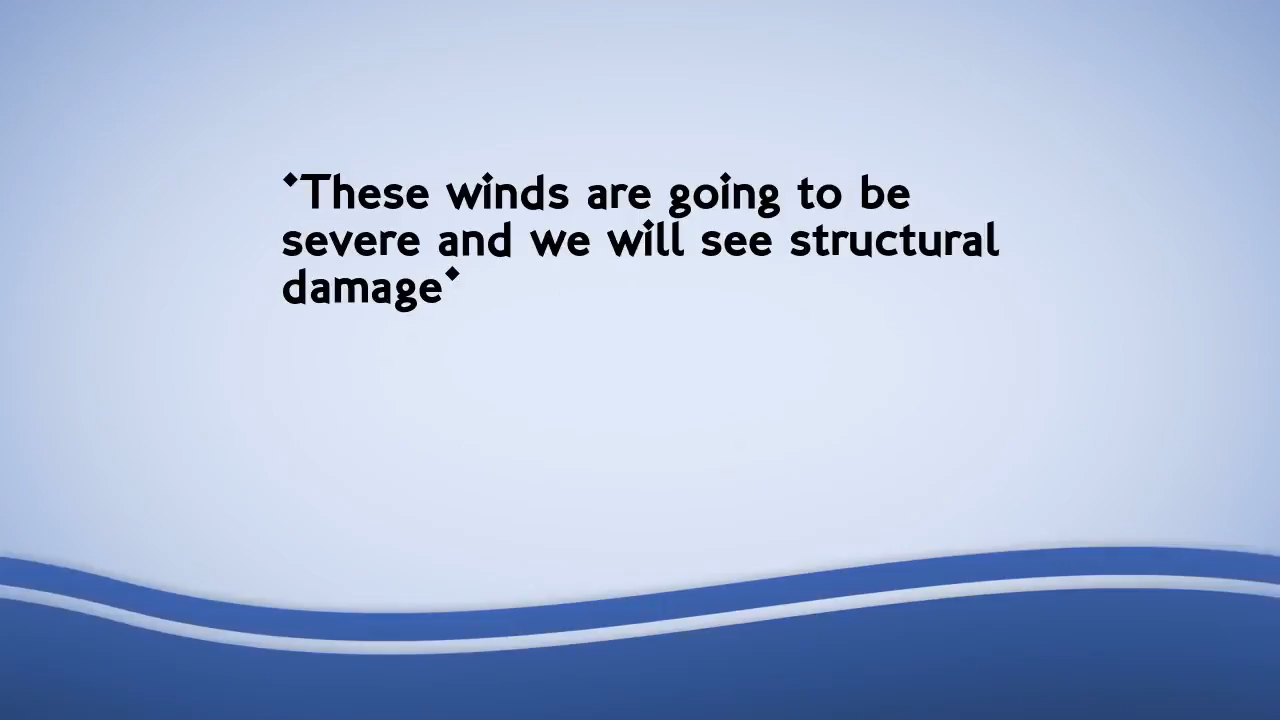 "These winds are going to be
severe and we will see structural
damage"